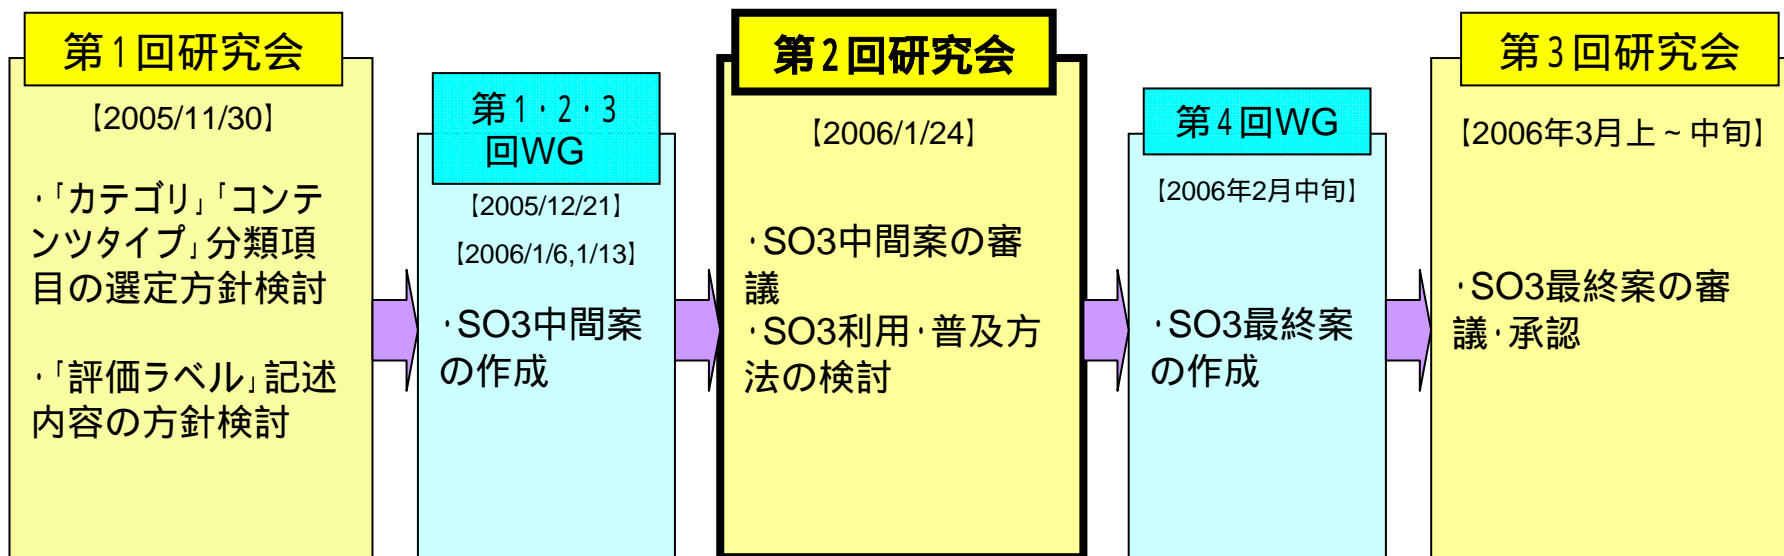 第1回研究会
【2005/11/30】
・「カテゴリ」「コンテ
ンツタイプ」分類項
目の選定方針検討
・「評価ラベル」記述
内容の方針検討
第1・2・3
回WG
【2005/12/21】
【2006/1/6,1/13】
・SO3中間案
の作成
第2回研究会
【2006/1/24】
・SO3中間案の審
議
・SO3利用・普及方
法の検討
第4回WG
【2006年2月中旬】
・SO3最終案
の作成
第3回研究会
【2006年3月上~中旬】
・SO3最終案の審
議・承認